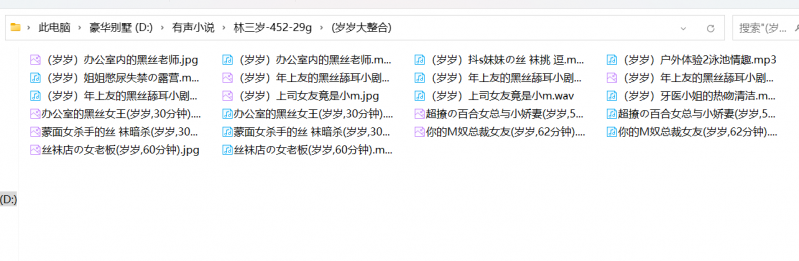 此电脑 > 豪华别墅 (D:) > 有声小说 > 林三岁-452-29g > (岁岁大整合)
搜索"(岁...
(岁岁) 办公室内的黑丝老师.jpg (岁岁) 办公室内的黑丝老师.m... (岁岁) 抖s妹妹の丝 袜挑 逗.m... (岁岁) 户外体验2泳池情趣.mp3
(岁岁) 姐姐憋尿失禁の露营.m... (岁岁) 年上友的黑丝舔耳小剧... (岁岁) 年上友的黑丝舔耳小剧... (岁岁) 年上友的黑丝舔耳小剧...
(岁岁) 年上友的黑丝舔耳小剧... (岁岁) 上司女友竟是小m.jpg (岁岁) 上司女友竟是小m.wav (岁岁) 牙医小姐的热吻清洁.m...
办公室的黑丝女王(岁岁,30分钟).... 办公室的黑丝女王(岁岁,30分钟).... 超撩の百合女总与小娇妻(岁岁,5... 超撩の百合女总与小娇妻(岁岁,5...
蒙面女杀手的丝 袜暗杀(岁岁,30... 蒙面女杀手的丝 袜暗杀(岁岁,30... 你的M奴总裁女友(岁岁,62分钟).... 你的M奴总裁女友(岁岁,62分钟)....
丝袜店の女老板(岁岁,60分钟).jpg 丝袜店の女老板(岁岁,60分钟).m...
(D:)